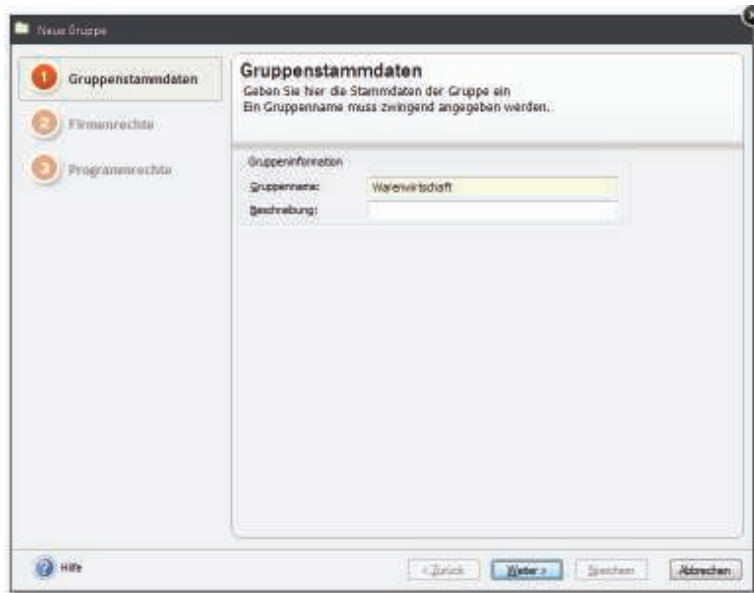 Neue Gruppe
1 Gruppenstammdaten
2 Firmenrechte
3 Programmrechte
Gruppenstammdaten
Geben Sie hier die Stammdaten der Gruppe ein
Ein Gruppenname muss zwingend angegeben werden.
Gruppeninformation
Gruppenname: Warenwirtschaft
Beschreibung:
Hilfe
< Zurück Weiter > Speichern Abbrechen